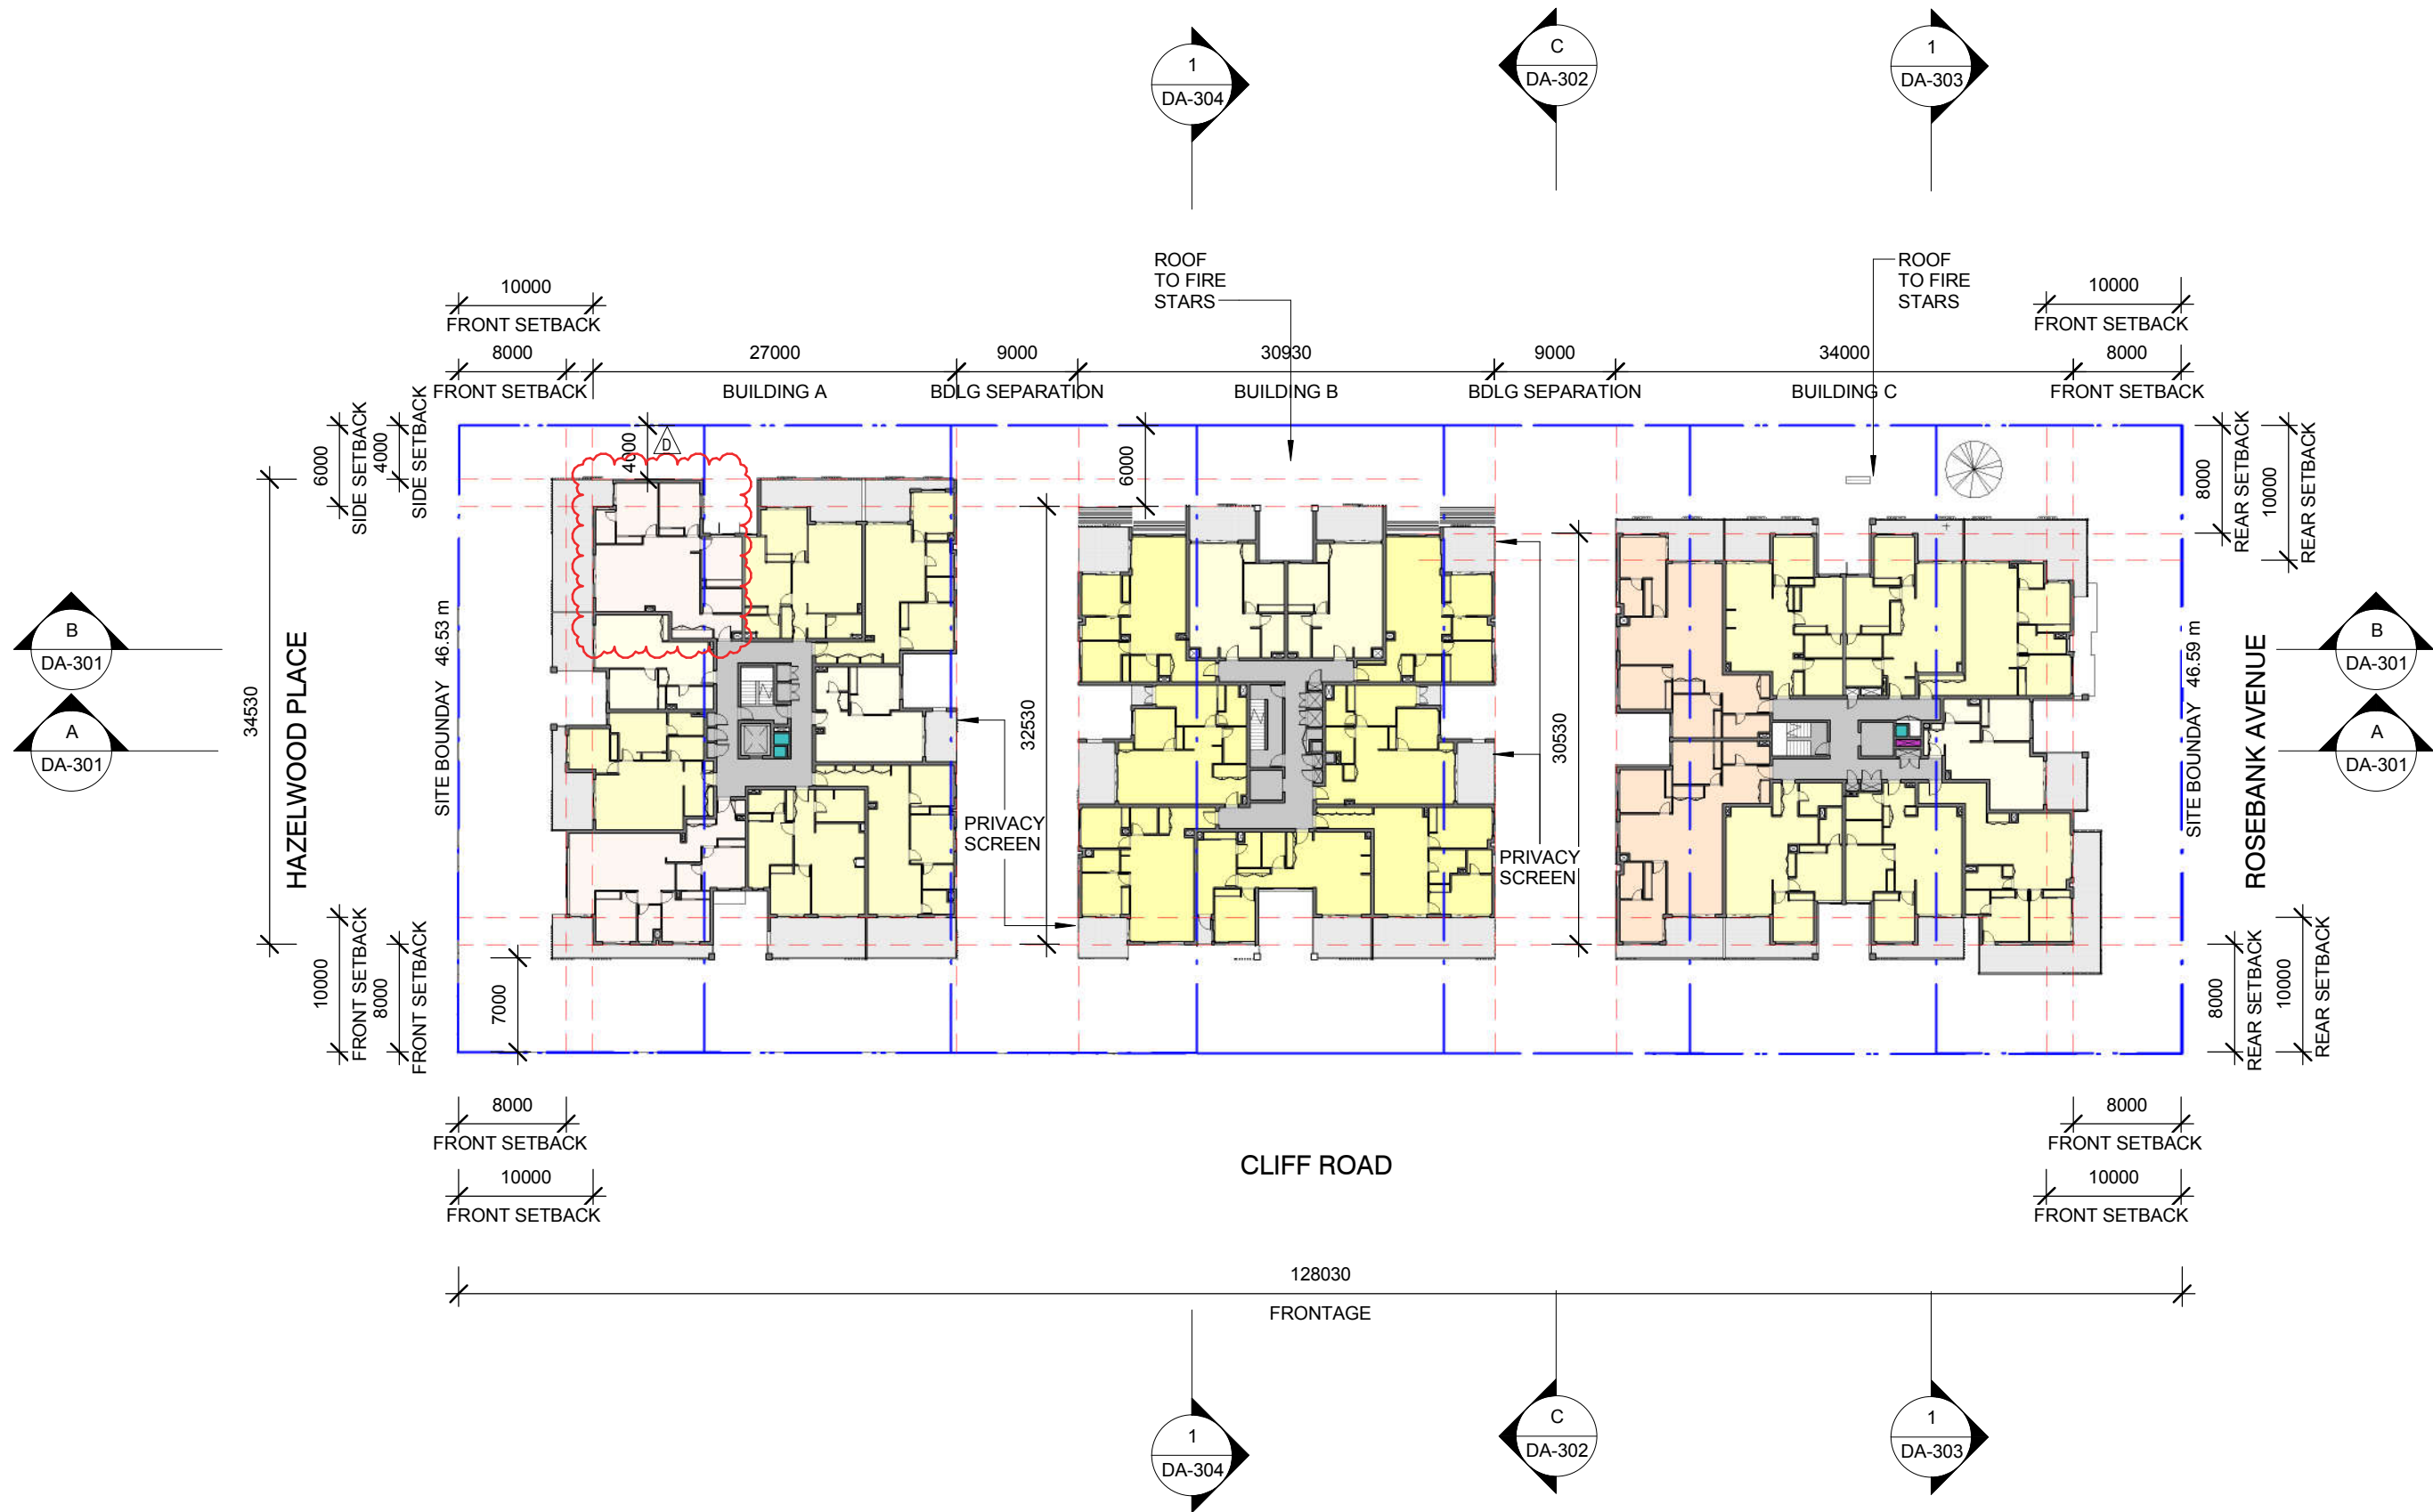 1
DA-304
C
DA-302
1
DA-303
ROOF
TO FIRE
STARS
ROOF
TO FIRE
STARS
10000
FRONT SETBACK
10000
FRONT SETBACK
8000
27000
9000
30930
9000
34000
8000
FRONT SETBACK
BUILDING A
BDLG SEPARATION
BUILDING B
BDLG SEPARATION
BUILDING C
FRONT SETBACK
6000
SIDE SETBACK
4000
SIDE SETBACK
4000
D
6000
8000
REAR SETBACK
10000
REAR SETBACK
B
DA-301
A
DA-301
34530
HAZELWOOD PLACE
SITE BOUNDAY 46.53 m
32530
30530
SITE BOUNDAY 46.59 m
ROSEBANK AVENUE
B
DA-301
A
DA-301
PRIVACY
SCREEN
PRIVACY
SCREEN
10000
FRONT SETBACK
8000
FRONT SETBACK
7000
8000
REAR SETBACK
10000
REAR SETBACK
8000
FRONT SETBACK
10000
FRONT SETBACK
CLIFF ROAD
8000
FRONT SETBACK
10000
FRONT SETBACK
128030
FRONTAGE
1
DA-304
C
DA-302
1
DA-303